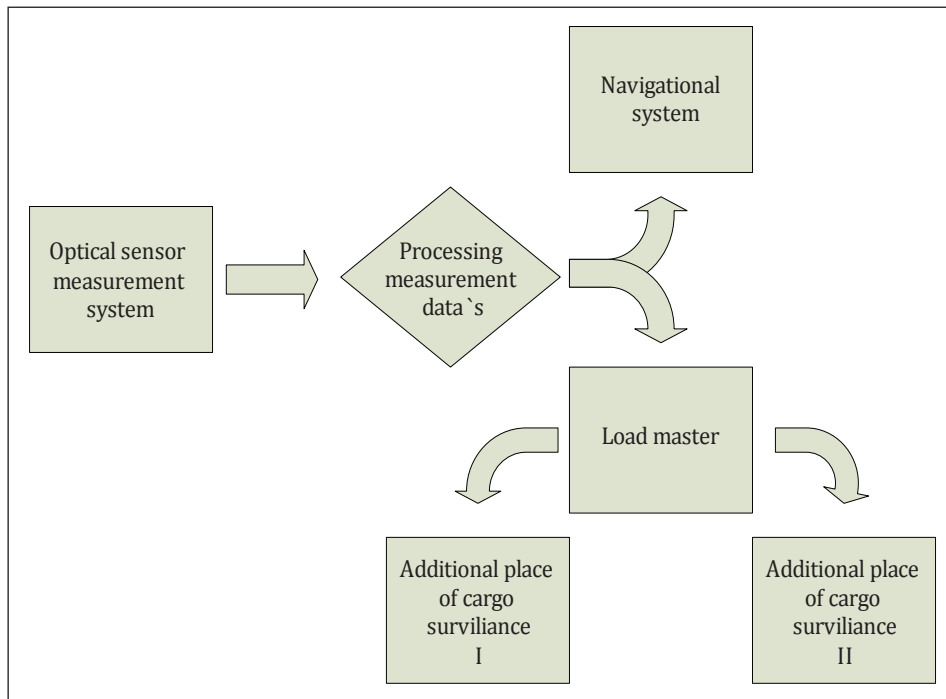 Navigational
system
Optical sensor
measurement
system
Processing
measurement
data`s
Load master
Additional place
of cargo
surviliance
I
Additional place
of cargo
surviliance
II